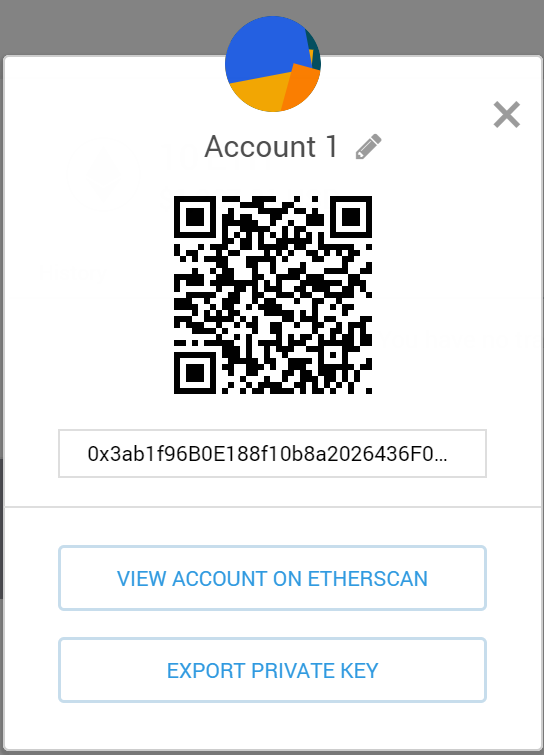 Account 1
0x3ab1f96B0E188f10b8a2026436F0...
VIEW ACCOUNT ON ETHERSCAN
EXPORT PRIVATE KEY